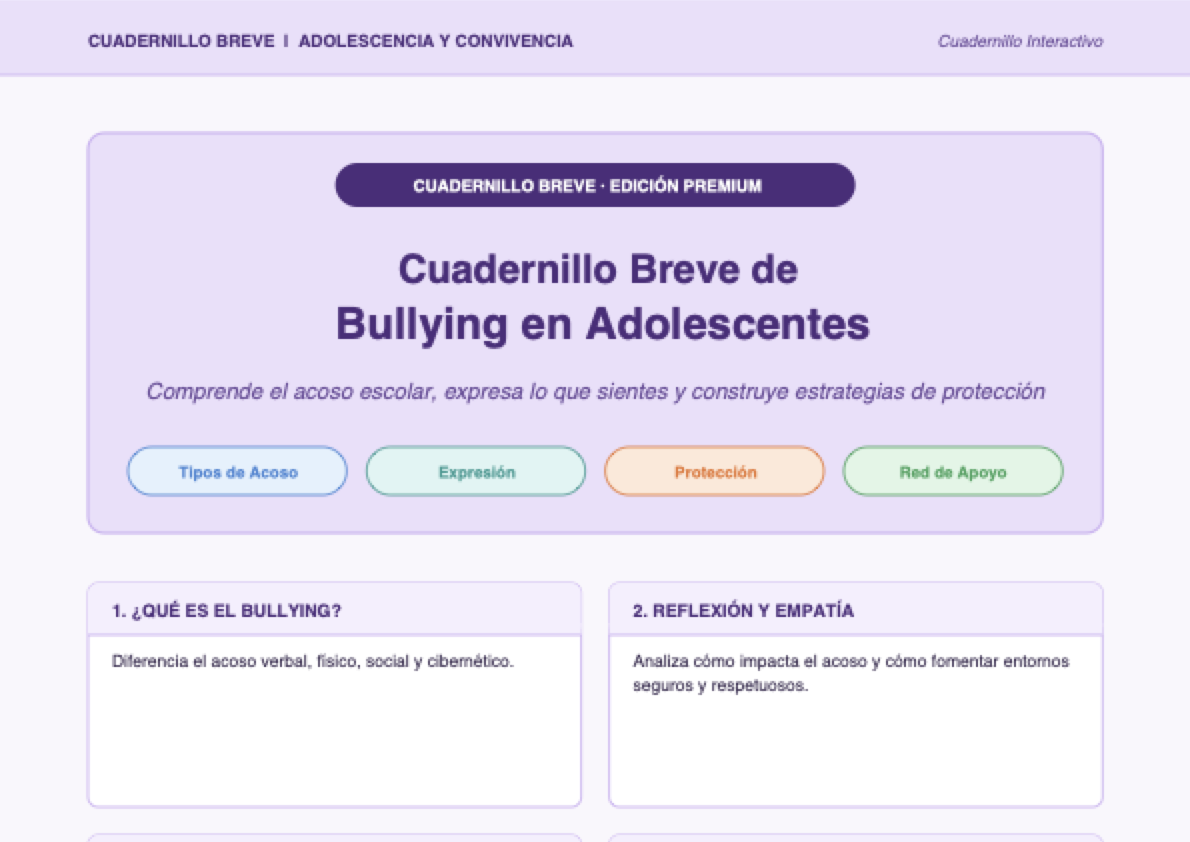 CUADERNILLO BREVE | ADOLESCENCIA Y CONVIVENCIA
Cuadernillo Interactivo
CUADERNILLO BREVE · EDICIÓN PREMIUM
Cuadernillo Breve de
Bullying en Adolescentes
Comprende el acoso escolar, expresa lo que sientes y construye estrategias de protección
Tipos de Acoso
Expresión
Protección
Red de Apoyo
1. ¿QUÉ ES EL BULLYING?
Diferencia el acoso verbal, físico, social y cibernético.
2. REFLEXIÓN Y EMPATÍA
Analiza cómo impacta el acoso y cómo fomentar entornos
seguros y respetuosos.